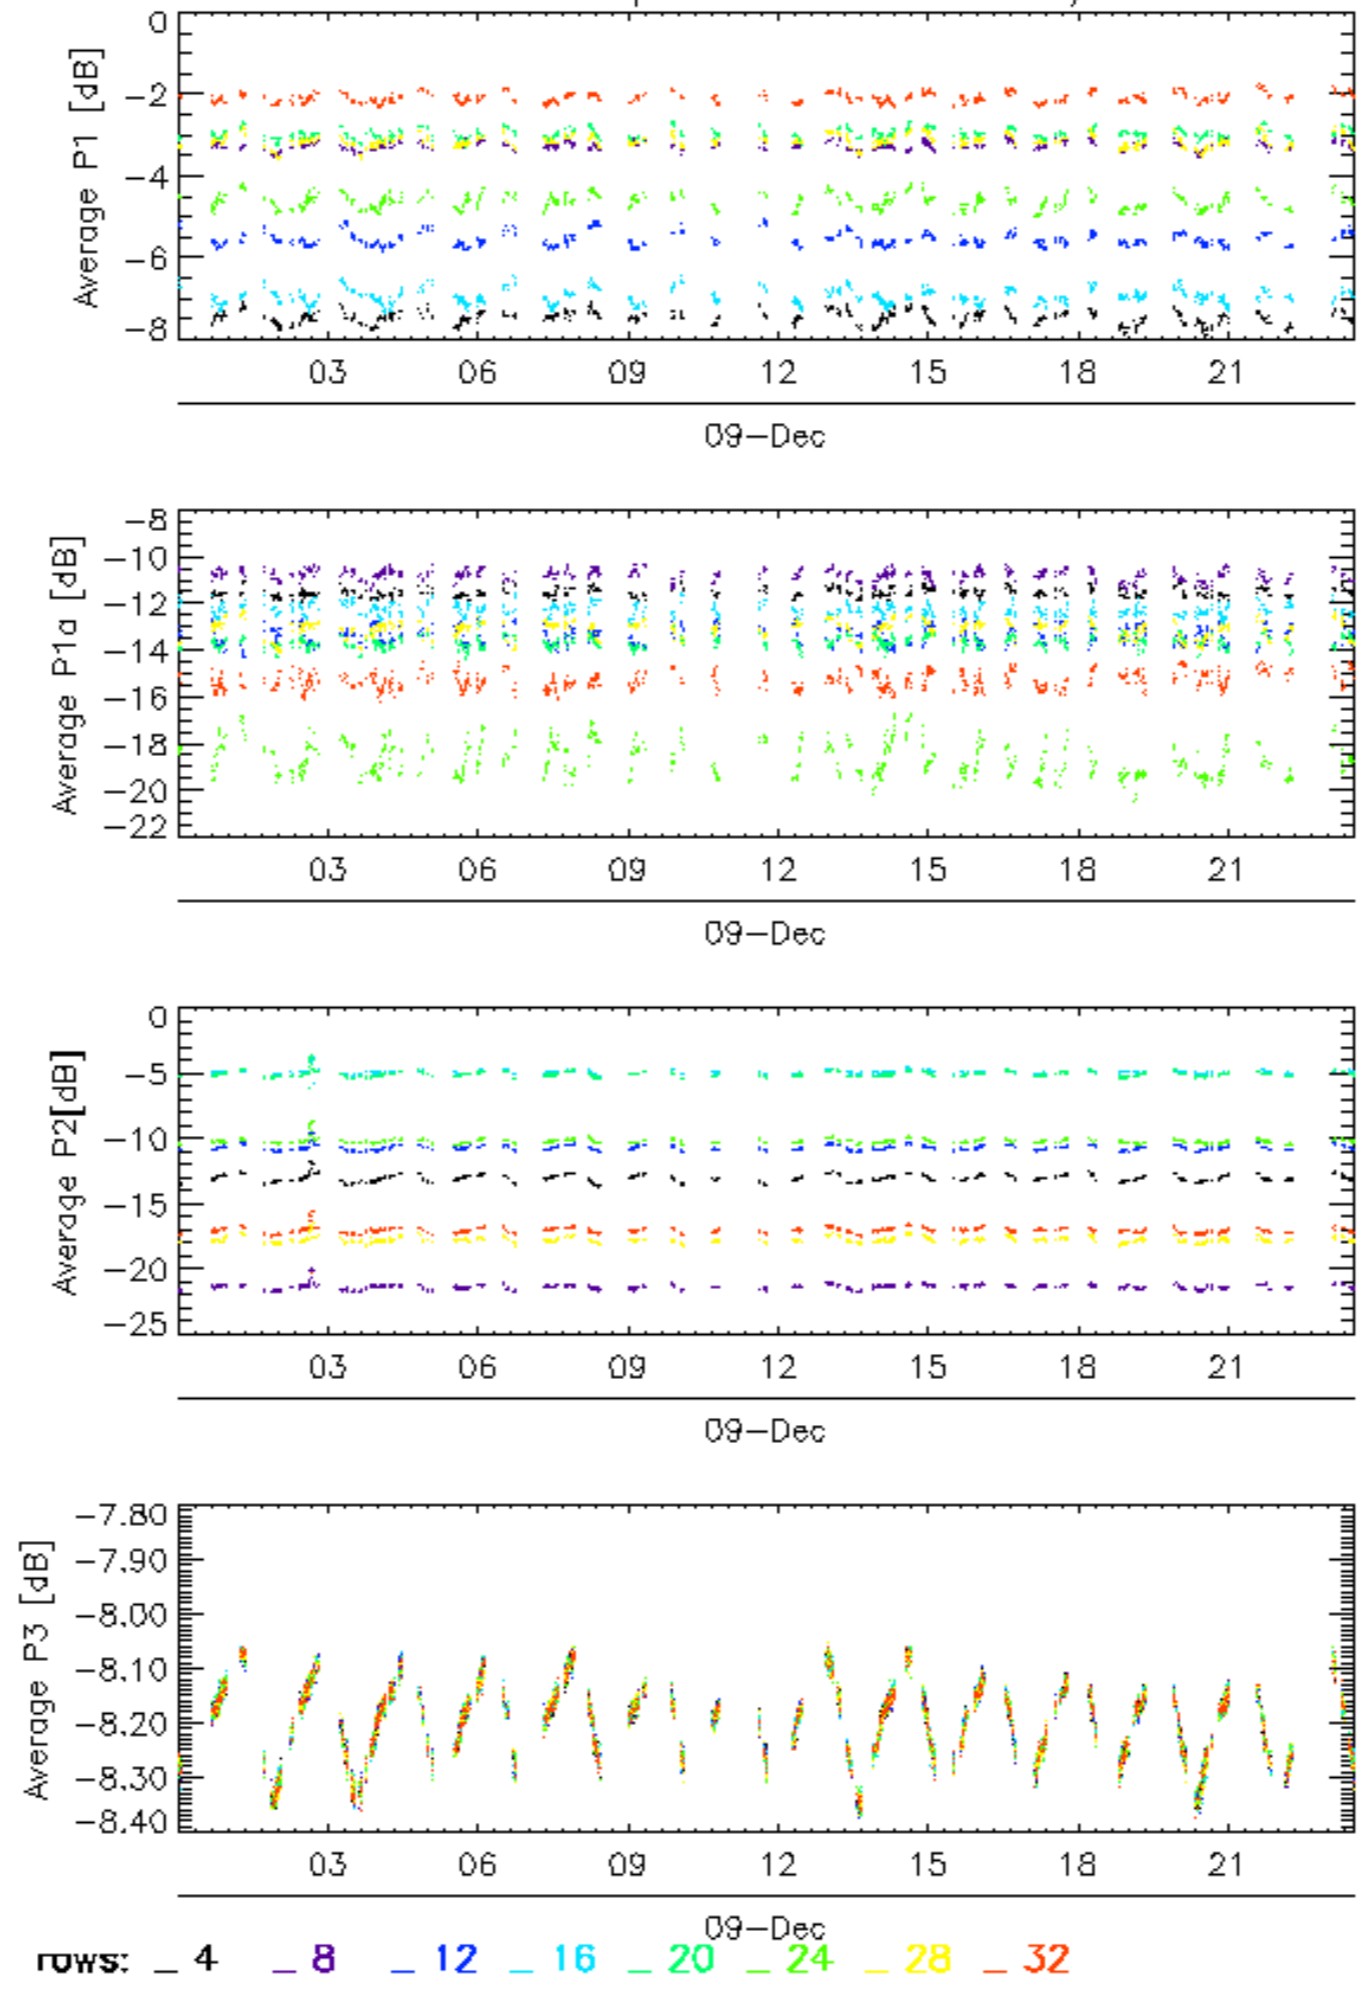 0
−2
−4
−6
−8
Average P1 [dB]
03 06 09 12 15 18 21
09−Dec
−8
−10
−12
−14
−16
−18
−20
−22
Average P1a [dB]
03 06 09 12 15 18 21
09−Dec
0
−5
−10
−15
−20
−25
Average P2[dB]
03 06 09 12 15 18 21
09−Dec
−7.80
−7.90
−8.00
−8.10
−8.20
−8.30
−8.40
Average P3 [dB]
03 06 09 12 15 18 21
09−Dec
rows: _ 4 _ 8 _ 12 _ 16 _ 20 _ 24 _ 28 _ 32